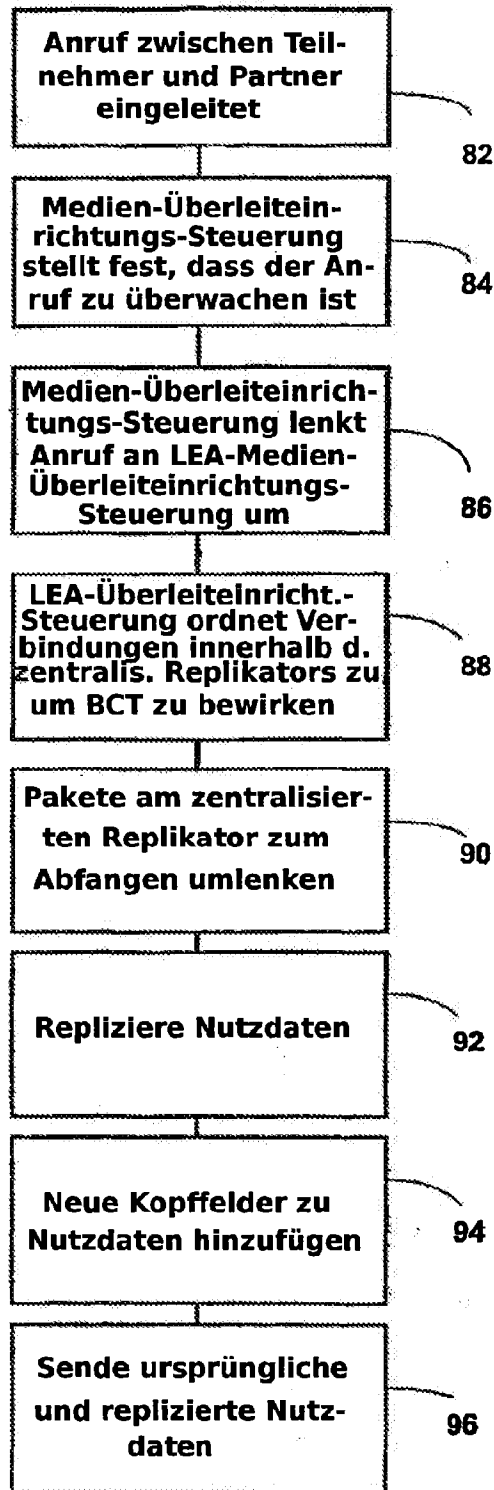 Anruf zwischen Teil-
nehmer und Partner
eingeleitet
82
Medien-Überleitein-
richtungs-Steuerung
stellt fest, dass der An-
ruf zu überwachen ist
84
Medien-Überleiteinrich-
tungs-Steuerung lenkt
Anruf an LEA-Medien-
Überleiteinrichtungs-
Steuerung um
86
LEA-Überleiteinricht.-
Steuerung ordnet Ver-
bindungen innerhalb d.
zentralis. Replikators zu,
um BCT zu bewirken
88
Pakete am zentralisier-
ten Replikator zum
Abfangen umlenken
90
Repliziere Nutzdaten
92
Neue Kopffelder zu
Nutzdaten hinzufügen
94
Sende ursprüngliche
und replizierte Nutz-
daten
96